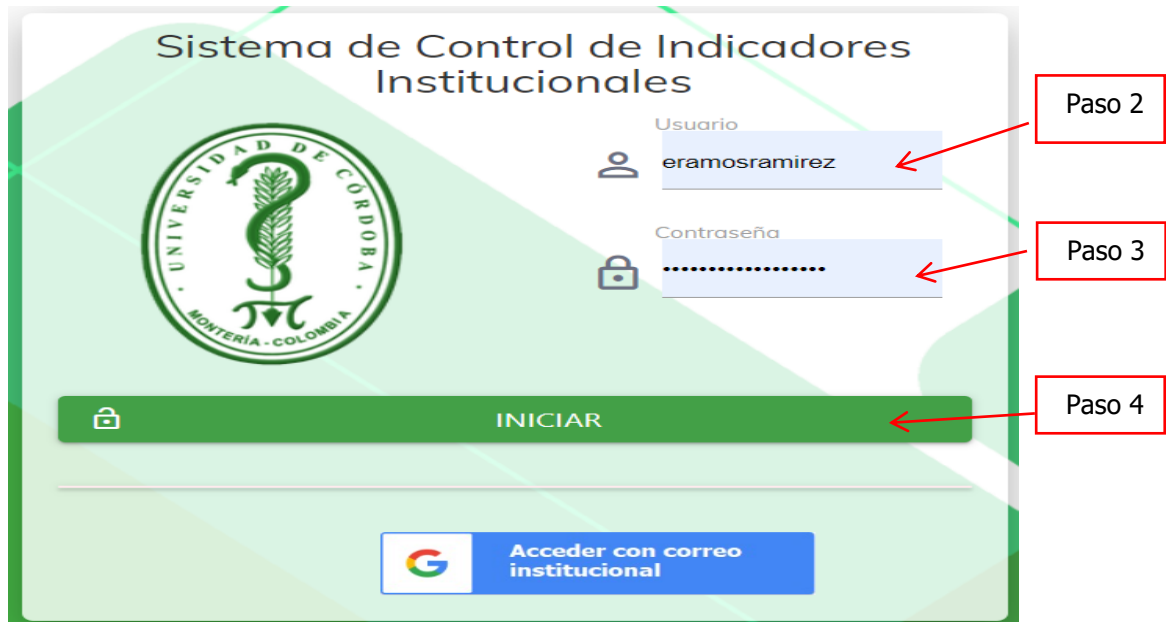 Sistema de Control de Indicadores
Institucionales
UNIVERSIDAD DE CÓRDOBA
MONTERÍA - COLOMBIA
Usuario
eramosramirez
Paso 2
Contraseña
••••••••••••••••••
Paso 3
INICIAR
Paso 4
G
Acceder con correo
institucional